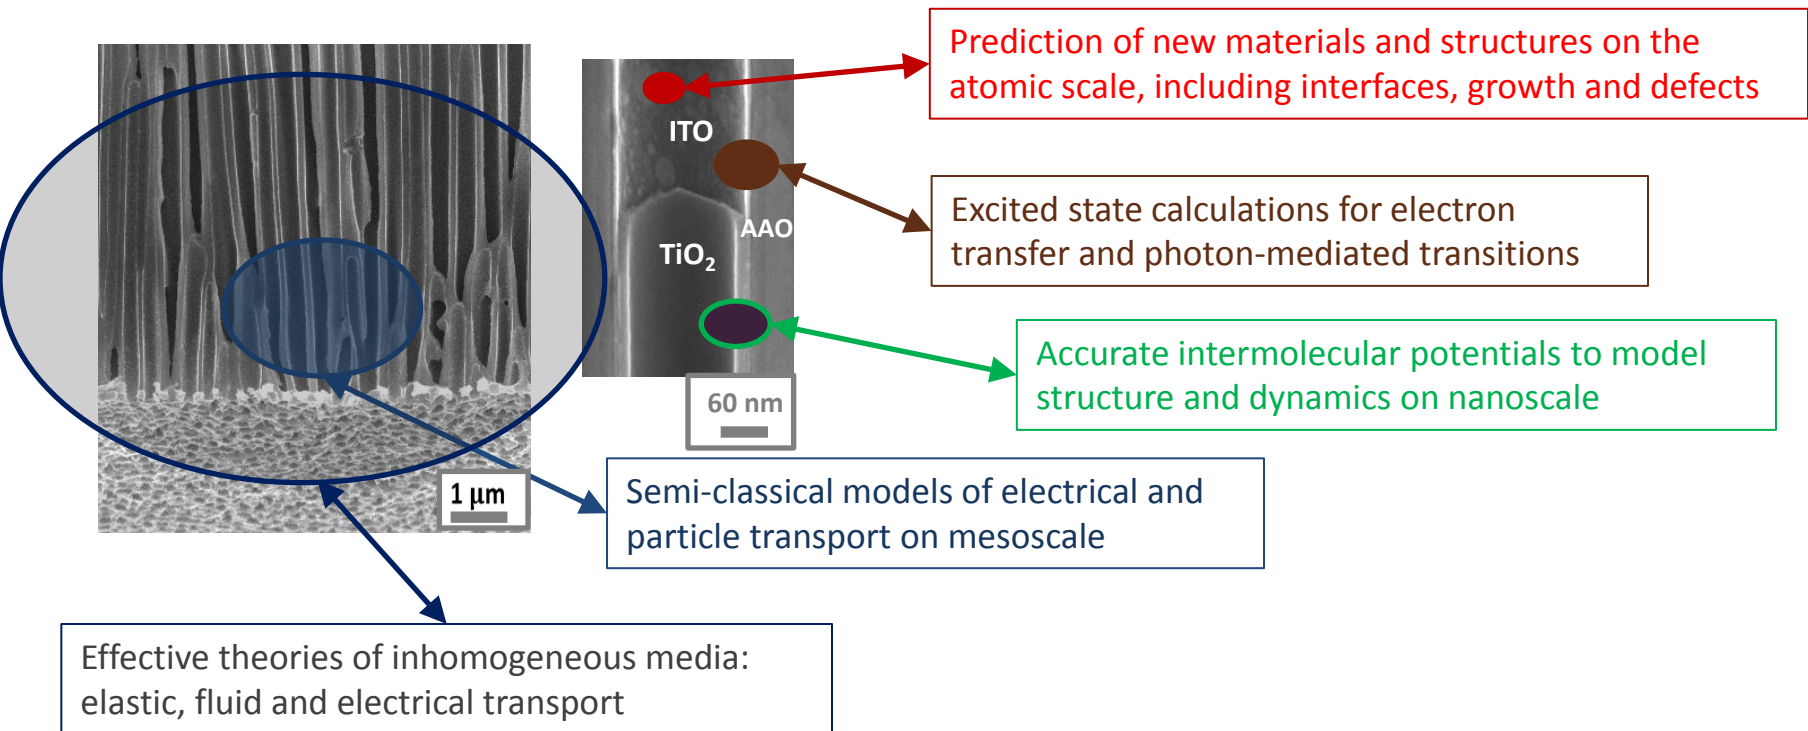 Prediction of new materials and structures on the
atomic scale, including interfaces, growth and defects
ITO
Excited state calculations for electron
transfer and photon-mediated transitions
AAO
TiO₂
Accurate intermolecular potentials to model
structure and dynamics on nanoscale
60 nm
1 μm
Semi-classical models of electrical and
particle transport on mesoscale
Effective theories of inhomogeneous media:
elastic, fluid and electrical transport